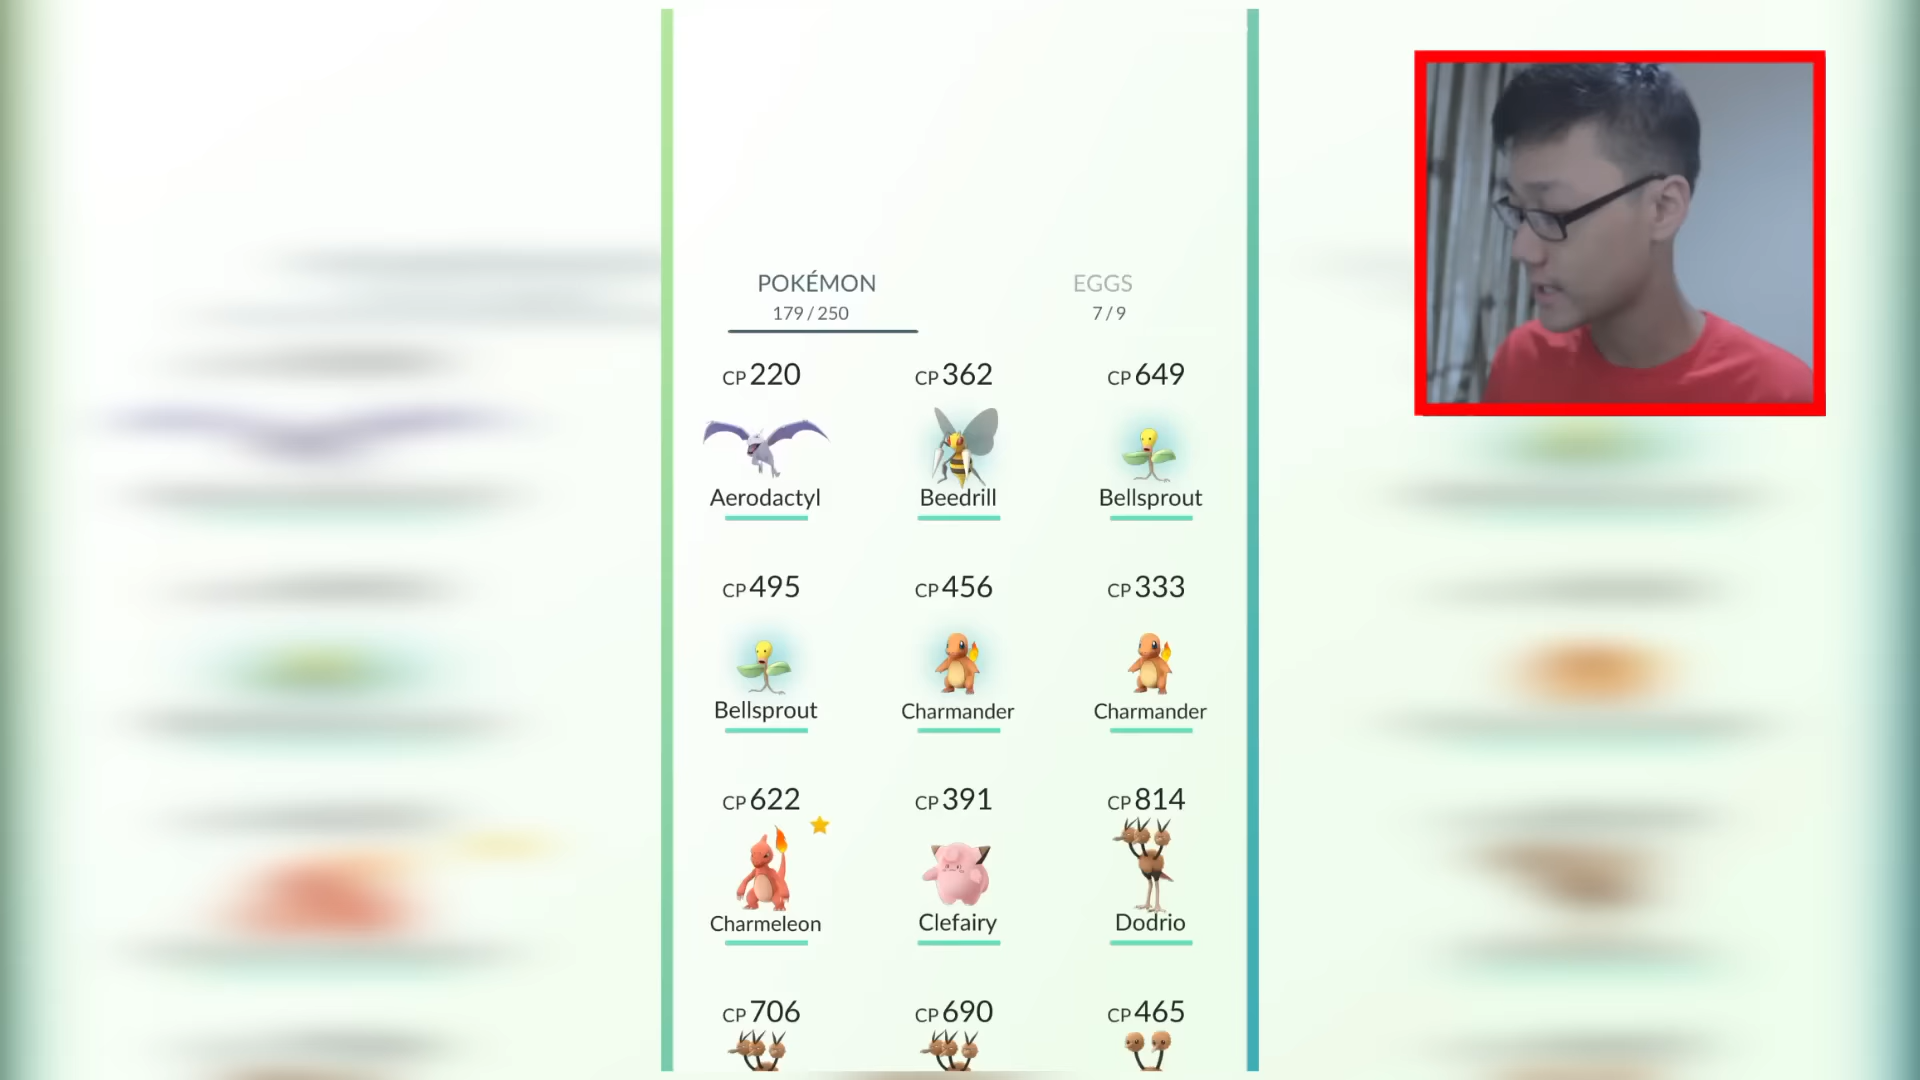 POKÉMON EGGS
179 / 250 7 / 9
CP 220 CP 362 CP 649
Aerodactyl Beedrill Bellsprout
CP 495 CP 456 CP 333
Bellsprout Charmander Charmander
CP 622 CP 391 CP 814
Charmeleon Clefairy Dodrio
CP 706 CP 690 CP 465